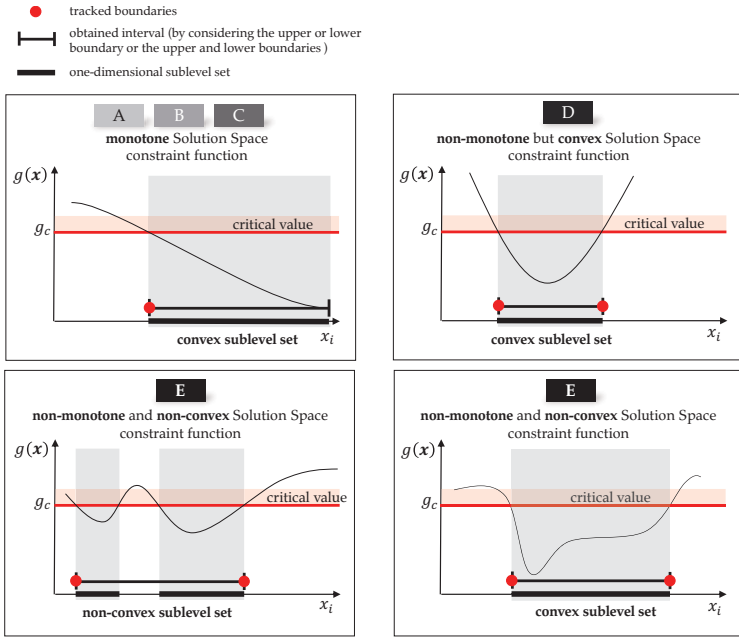 tracked boundaries
obtained interval (by considering the upper or lower
boundary or the upper and lower boundaries )
one-dimensional sublevel set
A B C
monotone Solution Space
constraint function
g(x)
critical value
g_c
convex sublevel set
x_i
D
non-monotone but convex Solution Space
constraint function
g(x)
critical value
g_c
convex sublevel set
x_i
E
non-monotone and non-convex Solution Space
constraint function
g(x)
critical value
g_c
non-convex sublevel set
x_i
E
non-monotone and non-convex Solution Space
constraint function
g(x)
critical value
g_c
convex sublevel set
x_i